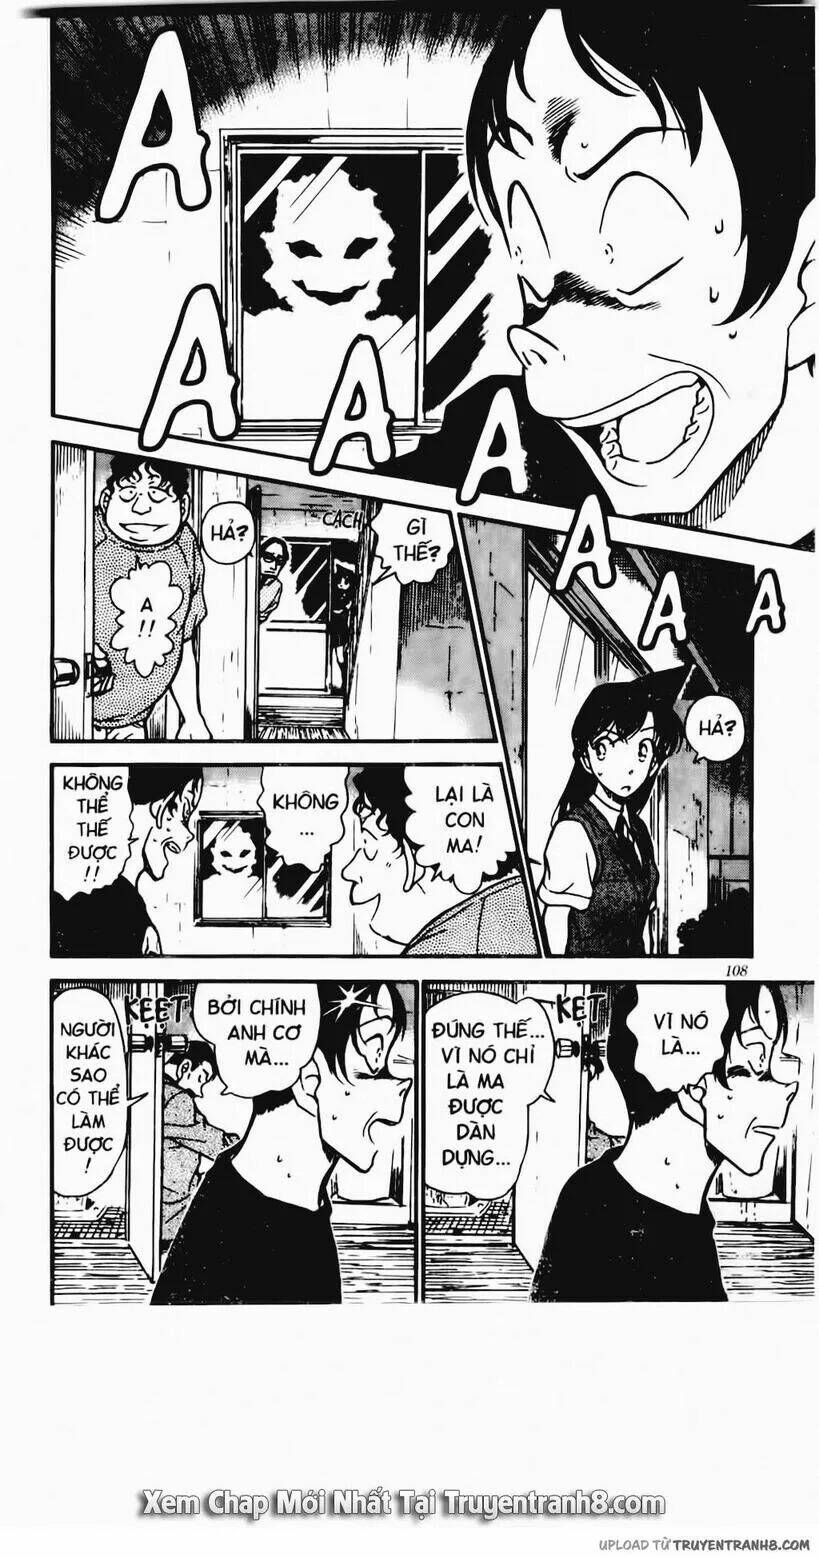 A
A
A
A
A
A
A
HẢ?
GÌ
THẾ?
CẠCH
A
!!
HẢ?
LẠI LÀ
CON
MA!
KHÔNG
...
KHÔNG
THỂ
THẾ
ĐƯỢC
!!
108
VÌ NÓ
LÀ...
KẸT
ĐÚNG THẾ...
VÌ NÓ CHỈ
LÀ MA
ĐƯỢC
DÀN
DỰNG...
BỞI CHÍNH
ANH CƠ
MÀ...
KẸẸT
NGƯỜI
KHÁC
SAO
CÓ THỂ
LÀM
ĐƯỢC
!
Xem Chap Mới Nhất Tại Truyentranh8.com
UPLOAD TỪ TRUYENTRANH8.COM